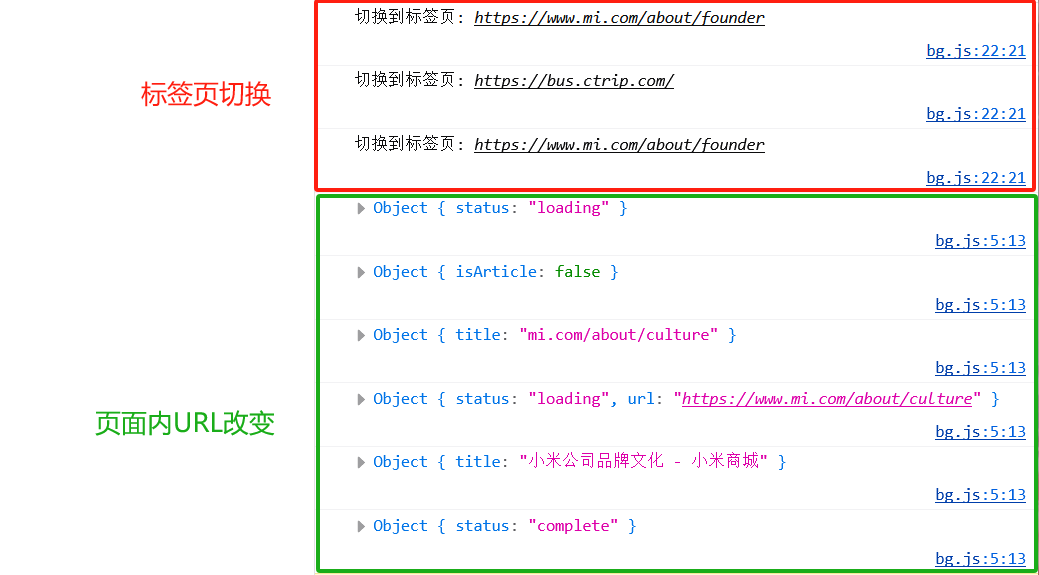 切换到标签页: https://www.mi.com/about/founder
bg.js:22:21
标签页切换
切换到标签页: https://bus.ctrip.com/
bg.js:22:21
切换到标签页: https://www.mi.com/about/founder
bg.js:22:21
Object { status: "loading" }
bg.js:5:13
Object { isArticle: false }
bg.js:5:13
Object { title: "mi.com/about/culture" }
bg.js:5:13
页面内URL改变
Object { status: "loading", url: "https://www.mi.com/about/culture" }
bg.js:5:13
Object { title: "小米公司品牌文化 - 小米商城" }
bg.js:5:13
Object { status: "complete" }
bg.js:5:13